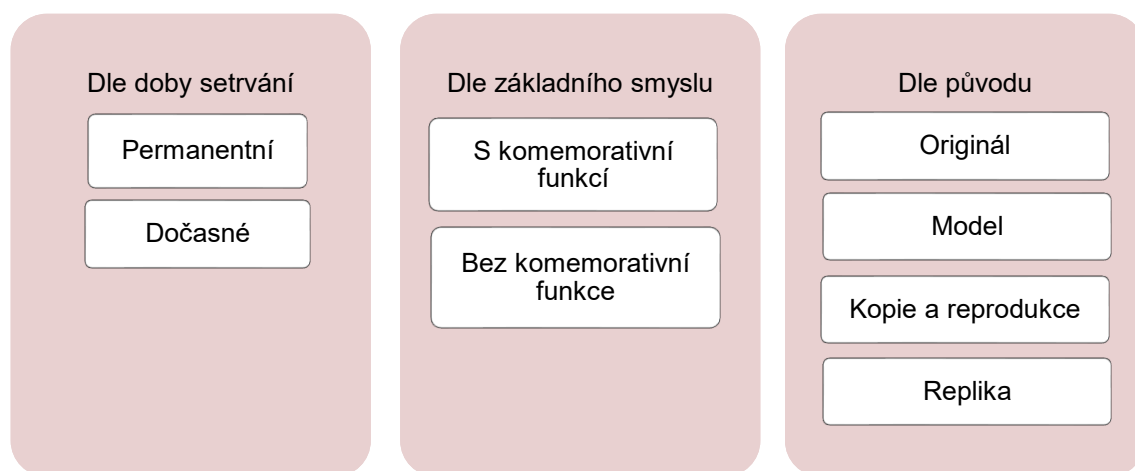 Dle doby setrvání
Permanentní
Dočasné
Dle základního smyslu
S komemorativní
funkcí
Bez komemorativní
funkce
Dle původu
Originál
Model
Kopie a reprodukce
Replika